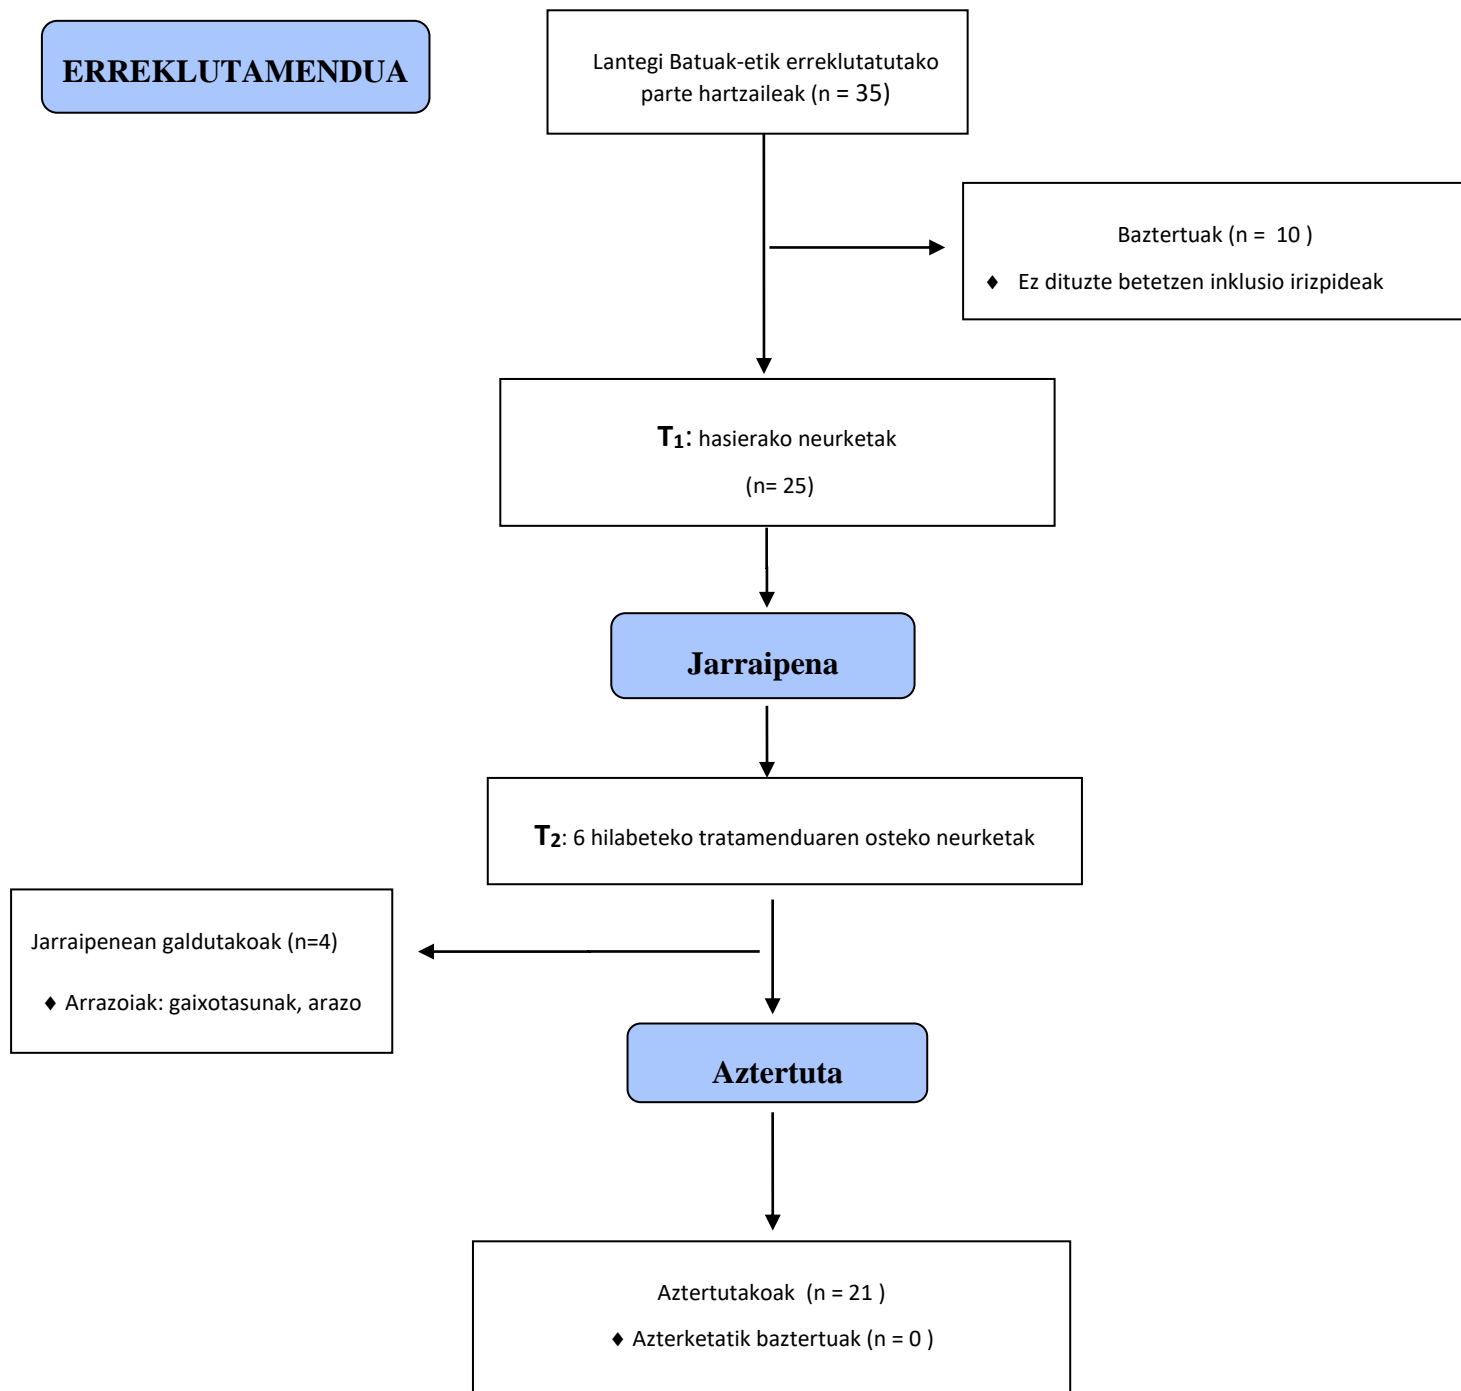 ERREKLUTAMENDUA
Lantegi Batuak-etik erreklutatutako
parte hartzaileak (n = 35)
Baztertuak (n = 10 )
♦ Ez dituzte betetzen inklusio irizpideak
T₁: hasierako neurketak
(n= 25)
Jarraipena
T₂: 6 hilabeteko tratamenduaren osteko neurketak
Jarraipenean galdutakoak (n=4)
♦ Arrazoiak: gaixotasunak, arazo
Aztertuta
Aztertutakoak (n = 21 )
♦ Azterketatik baztertuak (n = 0 )